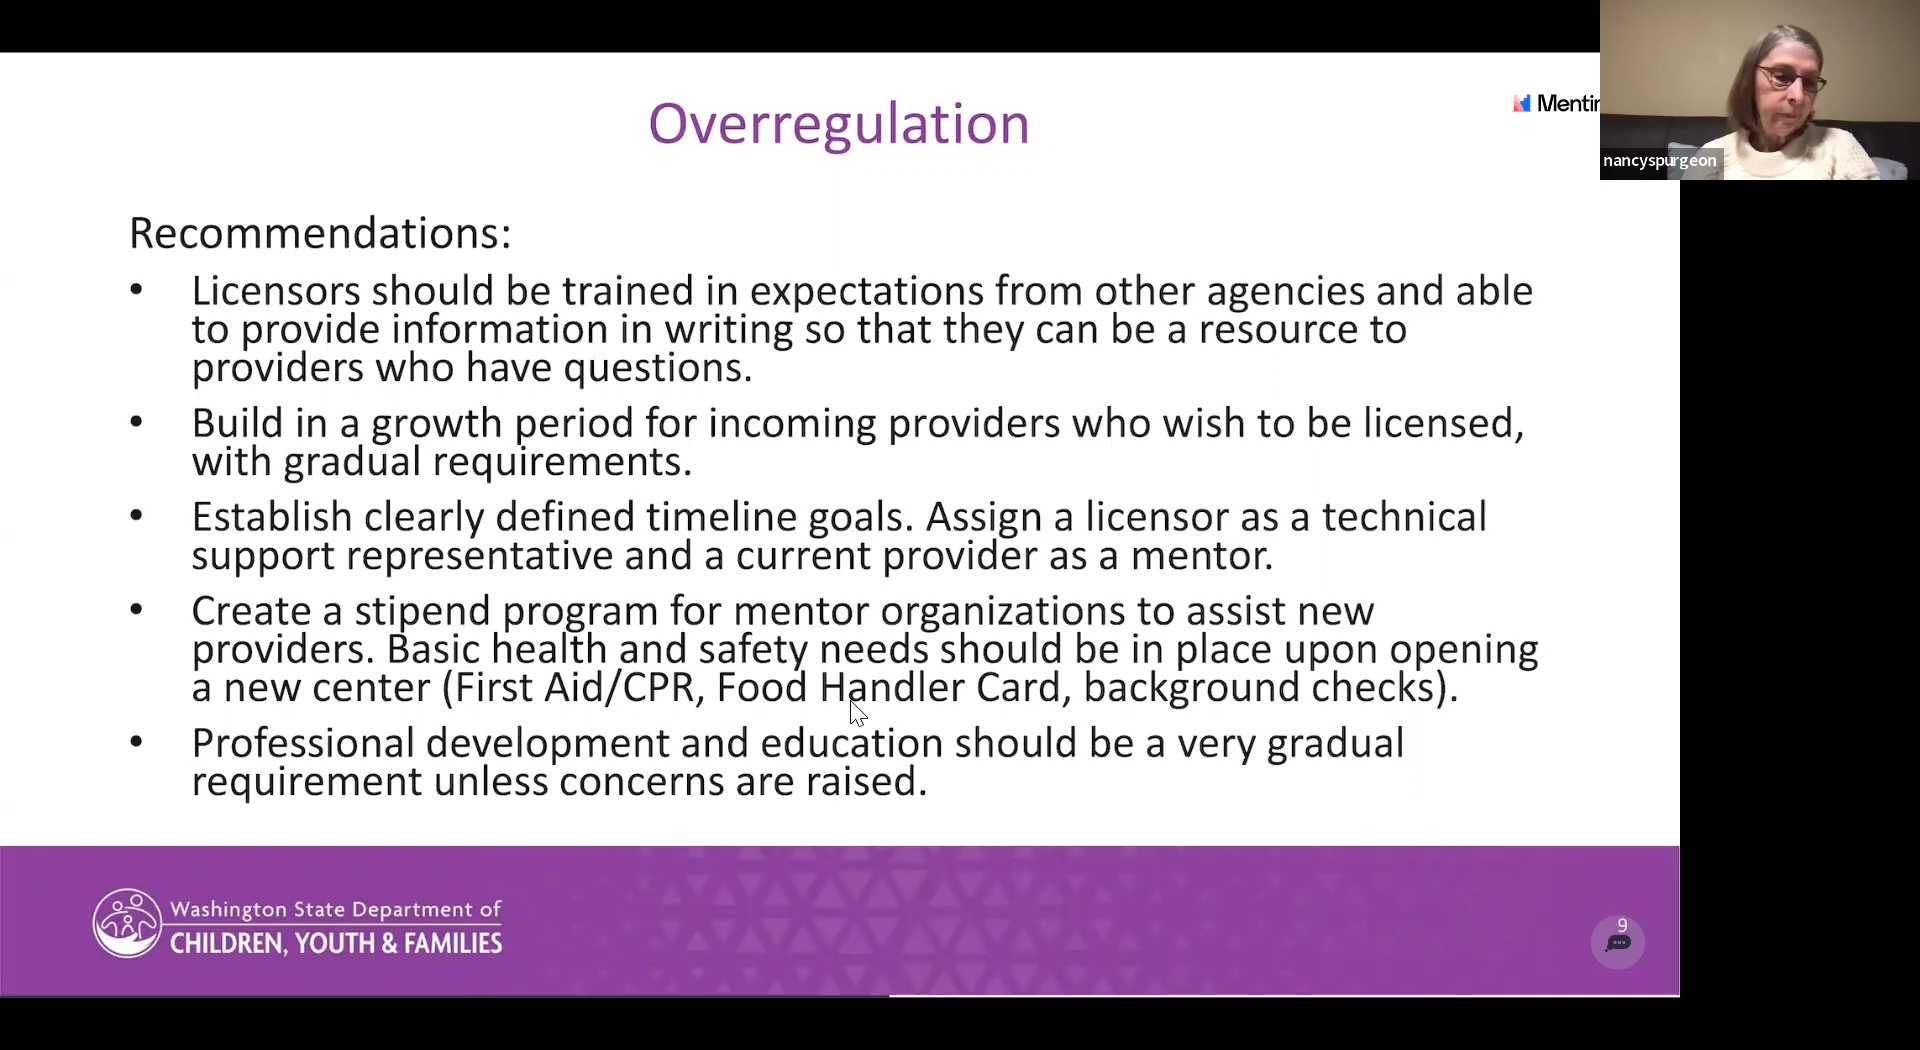 Overregulation
nancyspurgeon
Recommendations:
• Licensors should be trained in expectations from other agencies and able
to provide information in writing so that they can be a resource to
providers who have questions.
• Build in a growth period for incoming providers who wish to be licensed,
with gradual requirements.
• Establish clearly defined timeline goals. Assign a licensor as a technical
support representative and a current provider as a mentor.
• Create a stipend program for mentor organizations to assist new
providers. Basic health and safety needs should be in place upon opening
a new center (First Aid/CPR, Food Handler Card, background checks).
• Professional development and education should be a very gradual
requirement unless concerns are raised.
Washington State Department of
CHILDREN, YOUTH & FAMILIES
9